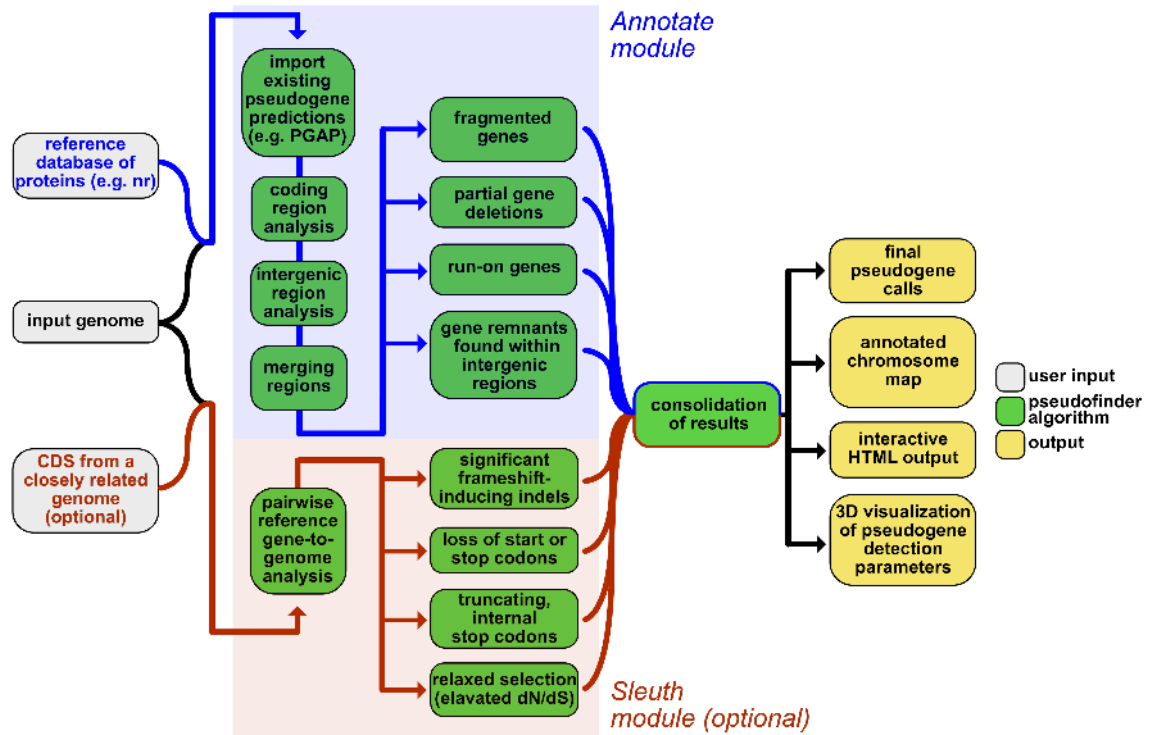 Annotate
module
import
existing
pseudogene
predictions
(e.g. PGAP)
reference
database of
proteins (e.g. nr)
coding
region
analysis
intergenic
region
analysis
merging
regions
fragmented
genes
partial gene
deletions
run-on genes
gene remnants
found within
intergenic
regions
input genome
CDS from a
closely related
genome
(optional)
pairwise
reference
gene-to-
genome
analysis
significant
frameshift-
inducing indels
loss of start or
stop codons
truncating,
internal
stop codons
relaxed selection
(elavated dN/dS)
Sleuth
module (optional)
consolidation
of results
final
pseudogene
calls
annotated
chromosome
map
interactive
HTML output
3D visualization
of pseudogene
detection
parameters
user input
pseudofinder
algorithm
output